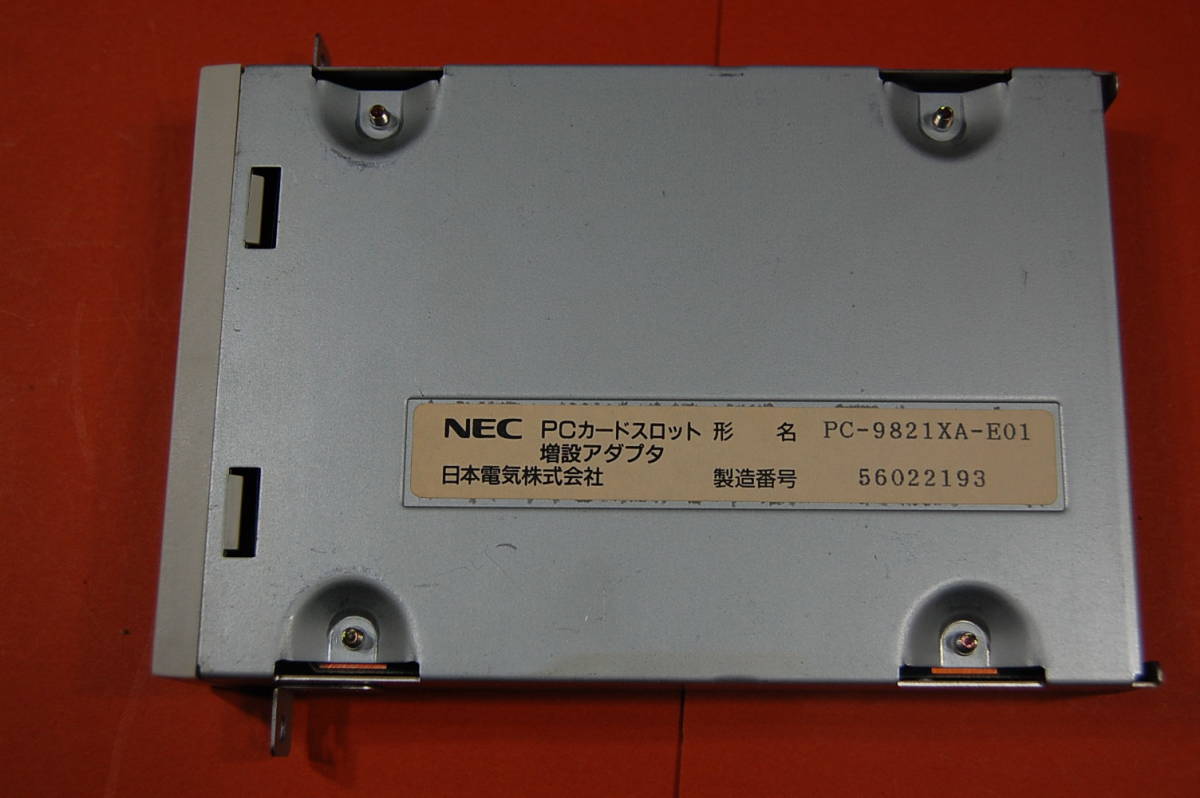 NEC PCカードスロット 形 名 PC-9821XA-E01
増設アダプタ
日本電気株式会社 製造番号 56022193